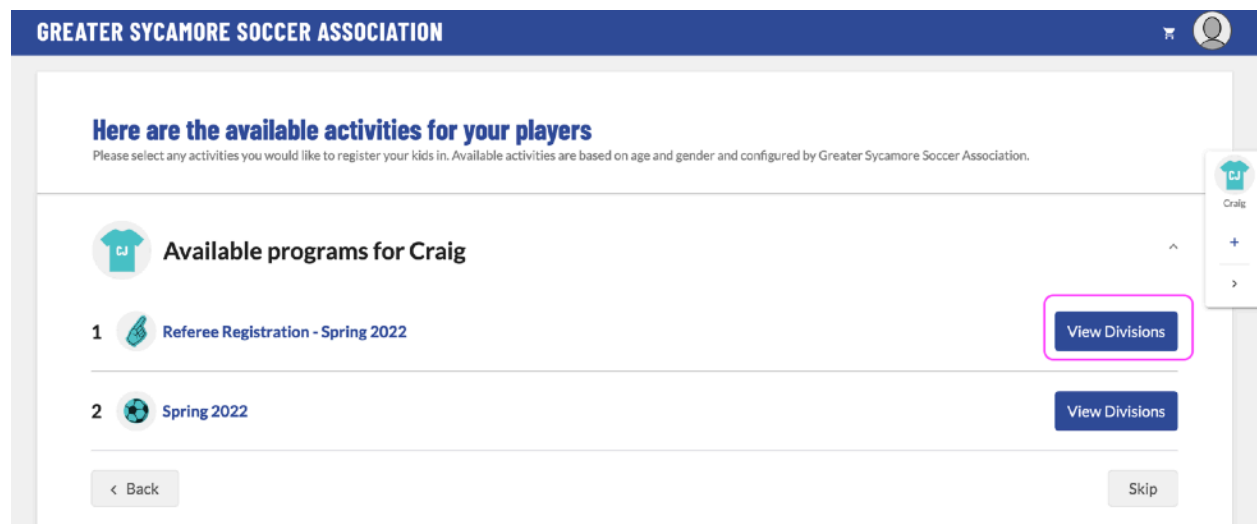 GREATER SYCAMORE SOCCER ASSOCIATION
Here are the available activities for your players
Please select any activities you would like to register your kids in. Available activities are based on age and gender and configured by Greater Sycamore Soccer Association.
CJ
Craig
CJ
Available programs for Craig
+
1 Referee Registration - Spring 2022
View Divisions
2 Spring 2022
View Divisions
< Back
Skip